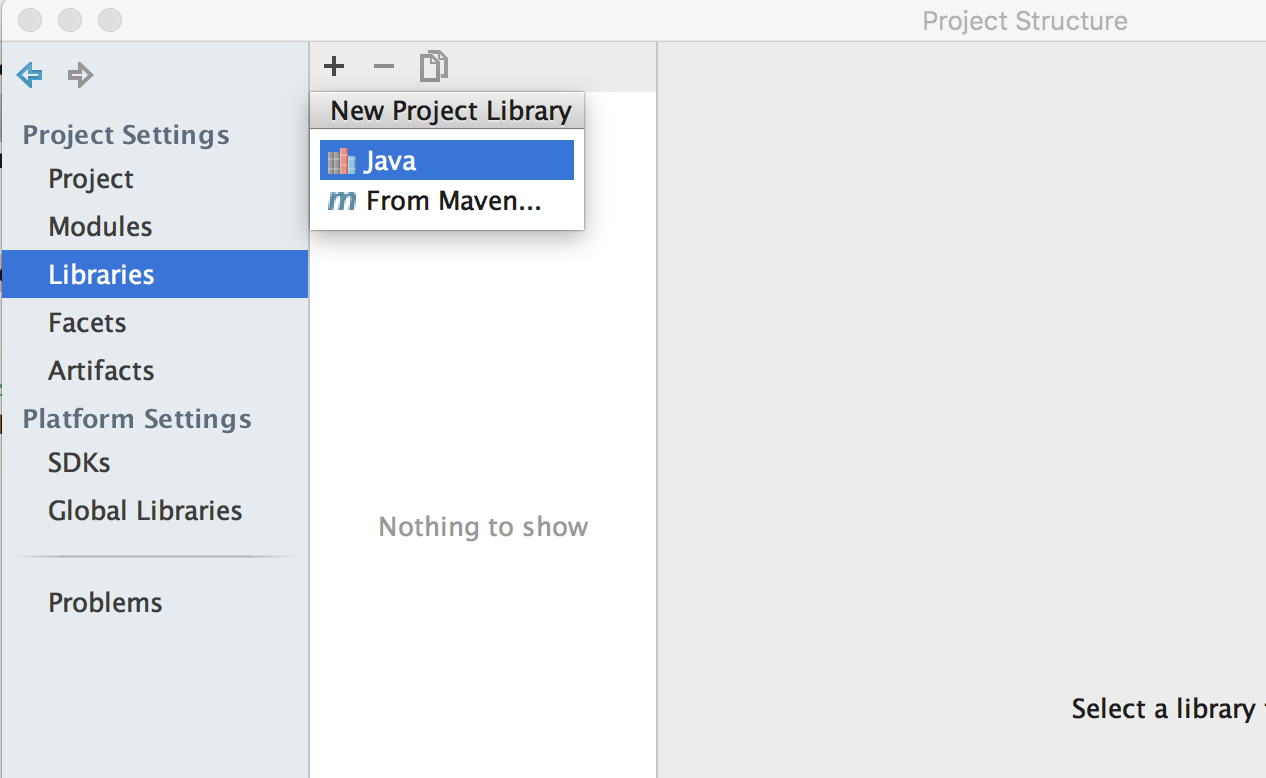 Project Structure
Project Settings
Project
Modules
Libraries
Facets
Artifacts
Platform Settings
SDKs
Global Libraries
Problems
New Project Library
Java
From Maven...
Nothing to show
Select a library